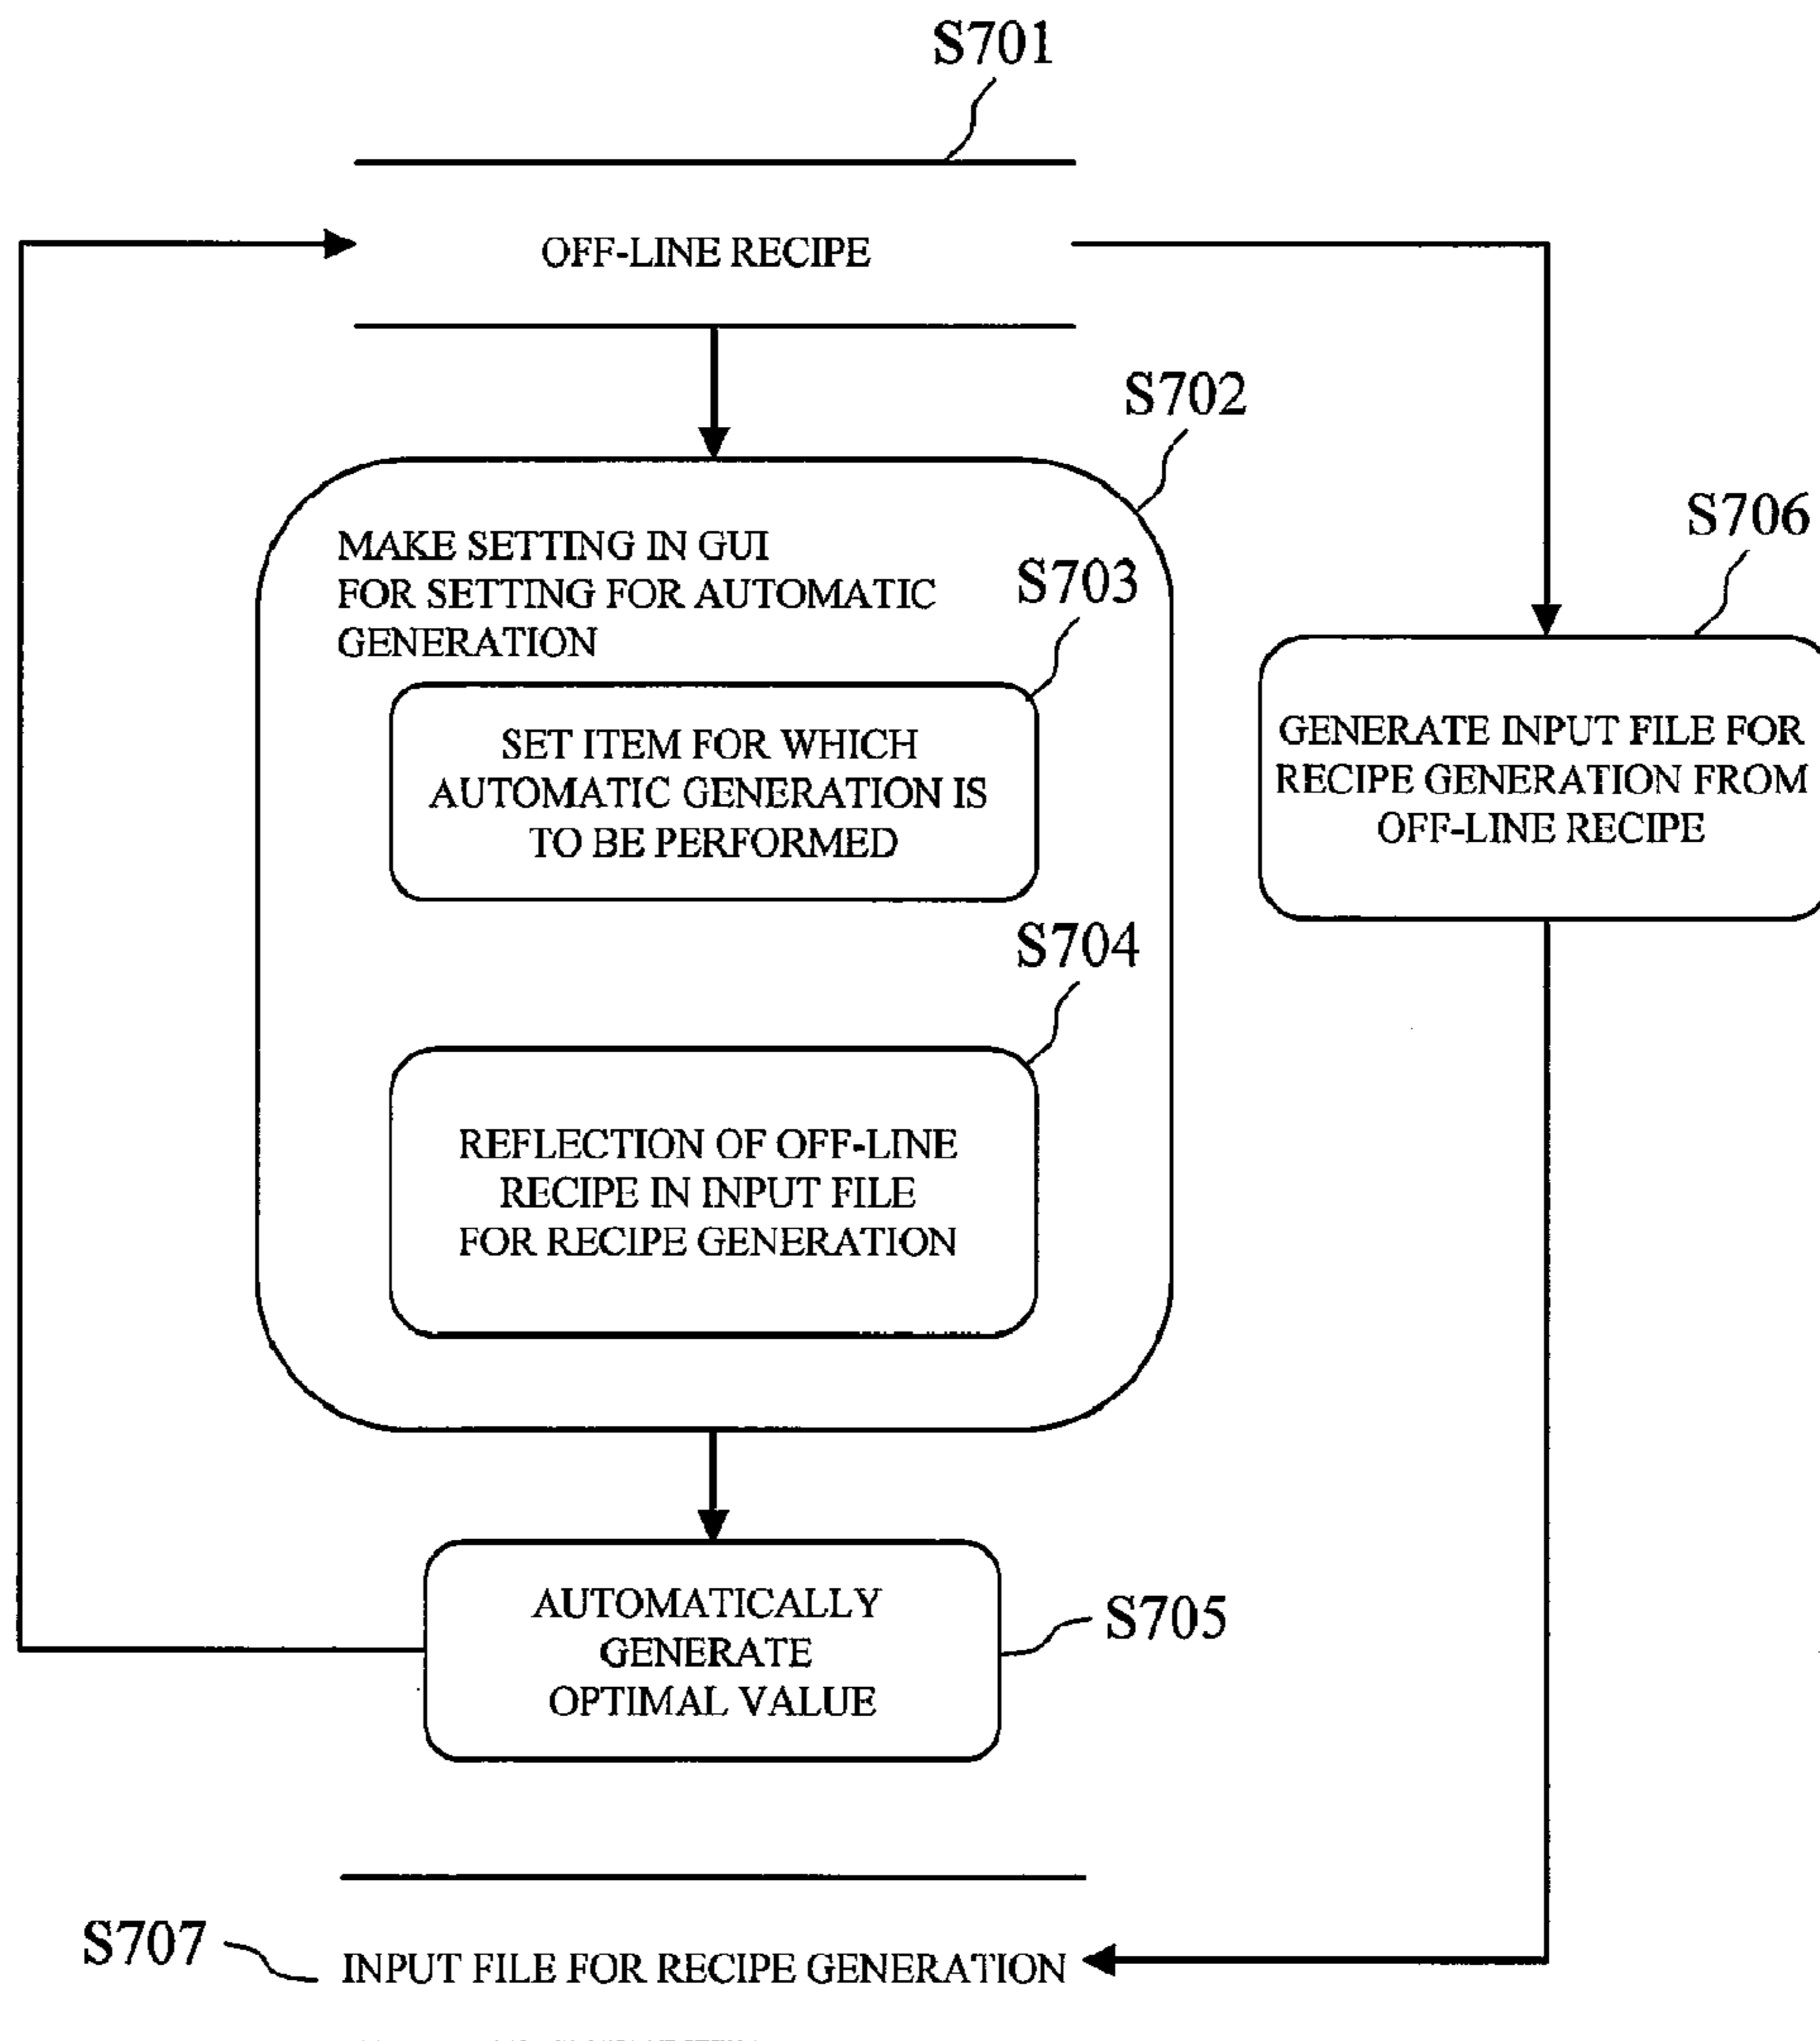 S701
OFF-LINE RECIPE
S702
MAKE SETTING IN GUI
FOR SETTING FOR AUTOMATIC
GENERATION
S703
SET ITEM FOR WHICH
AUTOMATIC GENERATION IS
TO BE PERFORMED
S704
REFLECTION OF OFF-LINE
RECIPE IN INPUT FILE
FOR RECIPE GENERATION
S706
GENERATE INPUT FILE FOR
RECIPE GENERATION FROM
OFF-LINE RECIPE
AUTOMATICALLY
GENERATE
OPTIMAL VALUE
S705
S707
INPUT FILE FOR RECIPE GENERATION